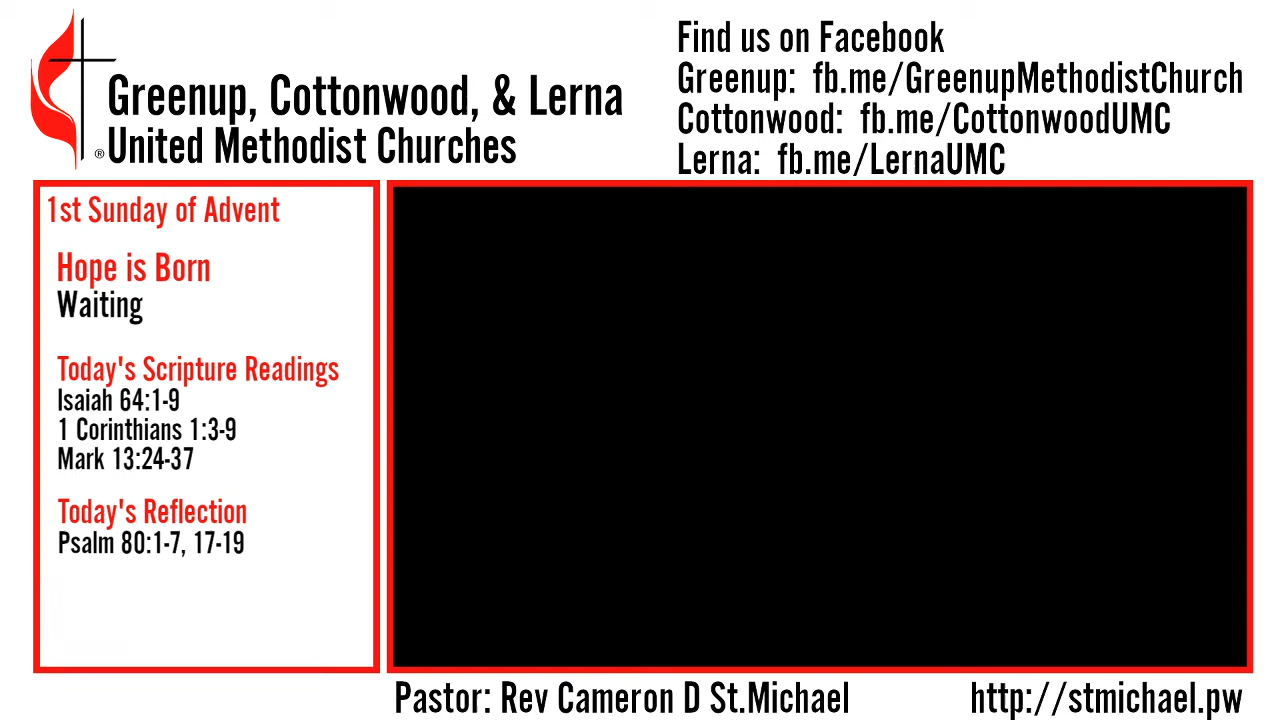 Greenup, Cottonwood, & Lerna
®United Methodist Churches
Find us on Facebook
Greenup: fb.me/GreenupMethodistChurch
Cottonwood: fb.me/CottonwoodUMC
Lerna: fb.me/LernaUMC
1st Sunday of Advent
Hope is Born
Waiting
Today's Scripture Readings
Isaiah 64:1-9
1 Corinthians 1:3-9
Mark 13:24-37
Today's Reflection
Psalm 80:1-7, 17-19
Pastor: Rev Cameron D St.Michael
http://stmichael.pw